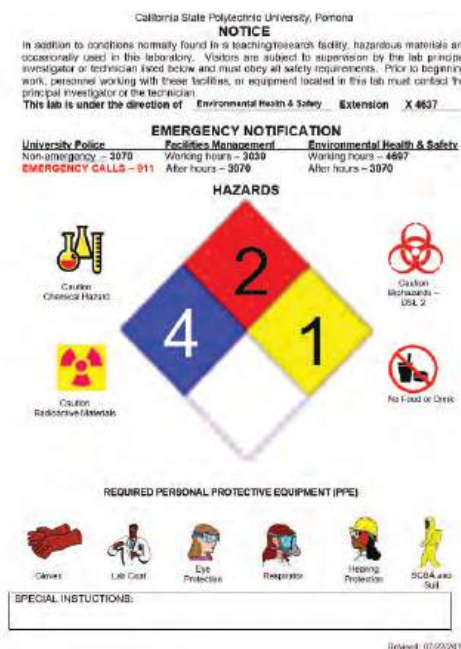 California State Polytechnic University, Pomona
NOTICE
In addition to conditions normally found in a teaching/research facility, hazardous materials are
occasionally used in this laboratory. Visitors are subject to supervision by the lab principal
investigator or technician listed below and must obey all safety requirements. Prior to beginning
work, personnel working with these facilities, or equipment located in this lab must contact the
principal investigator or the technician.
This lab is under the direction of Environmental Health & Safety Extension X 4637
EMERGENCY NOTIFICATION
University Police Facilities Management Environmental Health & Safety
Non-emergency – 3070 Working hours – 3030 Working hours – 4697
EMERGENCY CALLS – 911 After hours – 3070 After hours – 3070
HAZARDS
2
4
1
Caution
Chemical Hazard
Caution
Biohazards –
BSL 2
Caution
Radioactive Materials
No Food or Drink
REQUIRED PERSONAL PROTECTIVE EQUIPMENT (PPE)
Gloves
Lab Coat
Eye
Protection
Respirator
Hearing
Protection
SCBA and
Suit
SPECIAL INSTUCTIONS:
Revised: 07/22/201